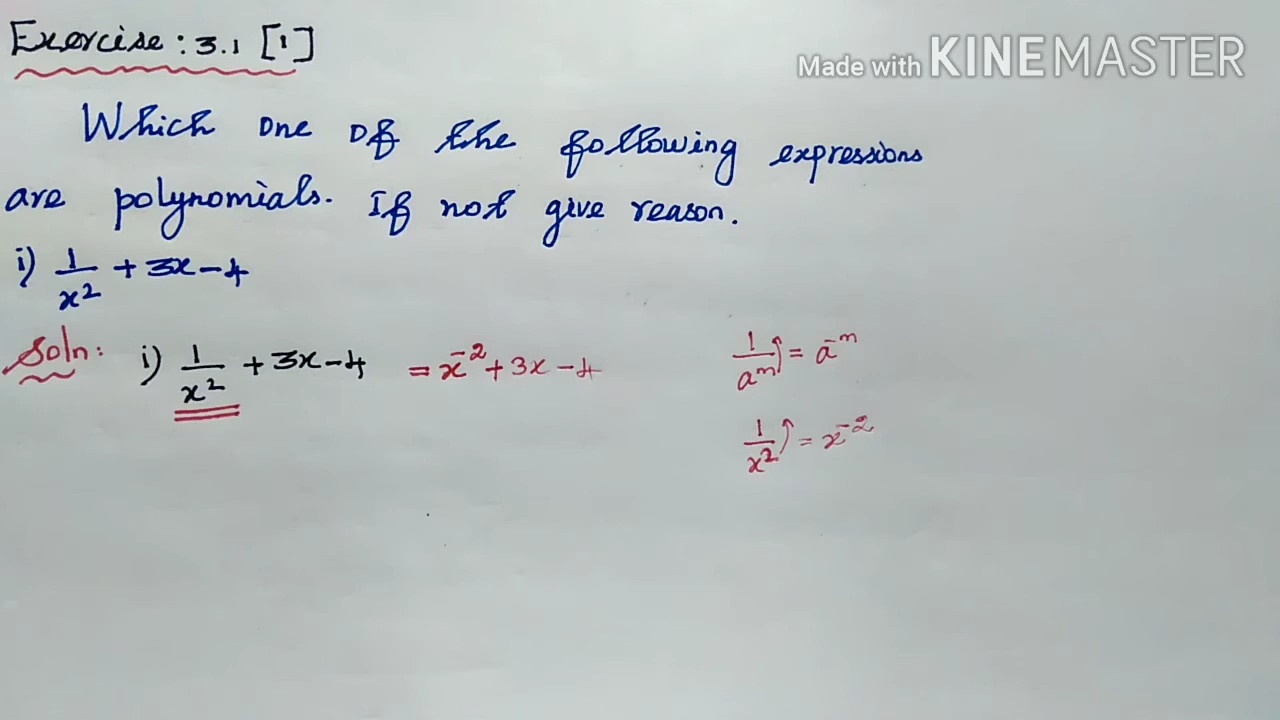 Exercise: 3.1 [1]
Made with KINEMASTER
Which one of the following expressions
are polynomials. If not give reason.
i) 1/x² + 3x - 4
Soln: i) 1/x² + 3x - 4 = x⁻² + 3x - 4
1/aᵐ = a⁻ᵐ
1/x² = x⁻²